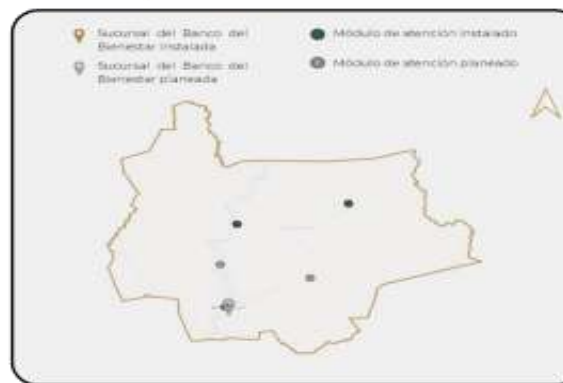 Sucursal del Banco del
Bienestar instalada
Sucursal del Banco del
Bienestar planeada
Módulo de atención instalado
Módulo de atención planeado